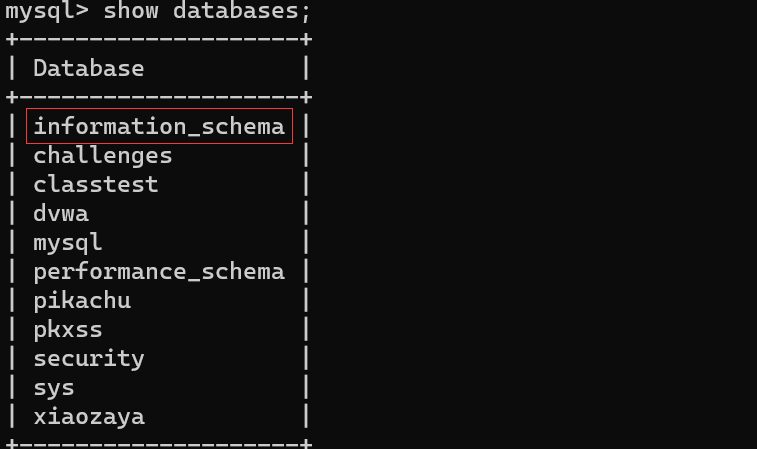 mysql> show databases;
+--------------------+
| Database           |
+--------------------+
| information_schema |
| challenges         |
| classtest          |
| dvwa               |
| mysql              |
| performance_schema |
| pikachu            |
| pkxss              |
| security           |
| sys                |
| xiaozaya           |
+--------------------+